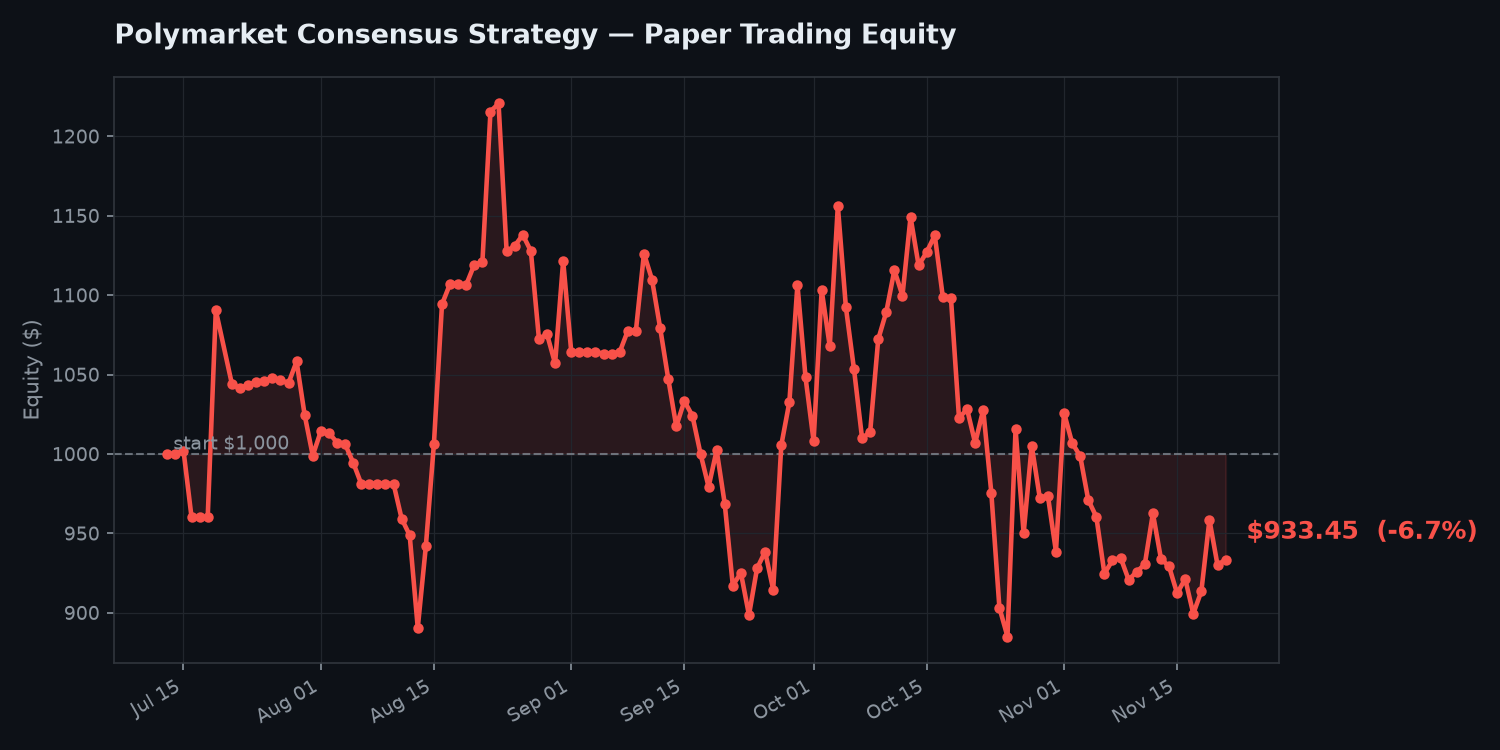 Polymarket Consensus Strategy — Paper Trading Equity
1200
1150
1100
1050
1000
950
900
Equity ($)
start $1,000
$933.45 (-6.7%)
Jul 15
Aug 01
Aug 15
Sep 01
Sep 15
Oct 01
Oct 15
Nov 01
Nov 15